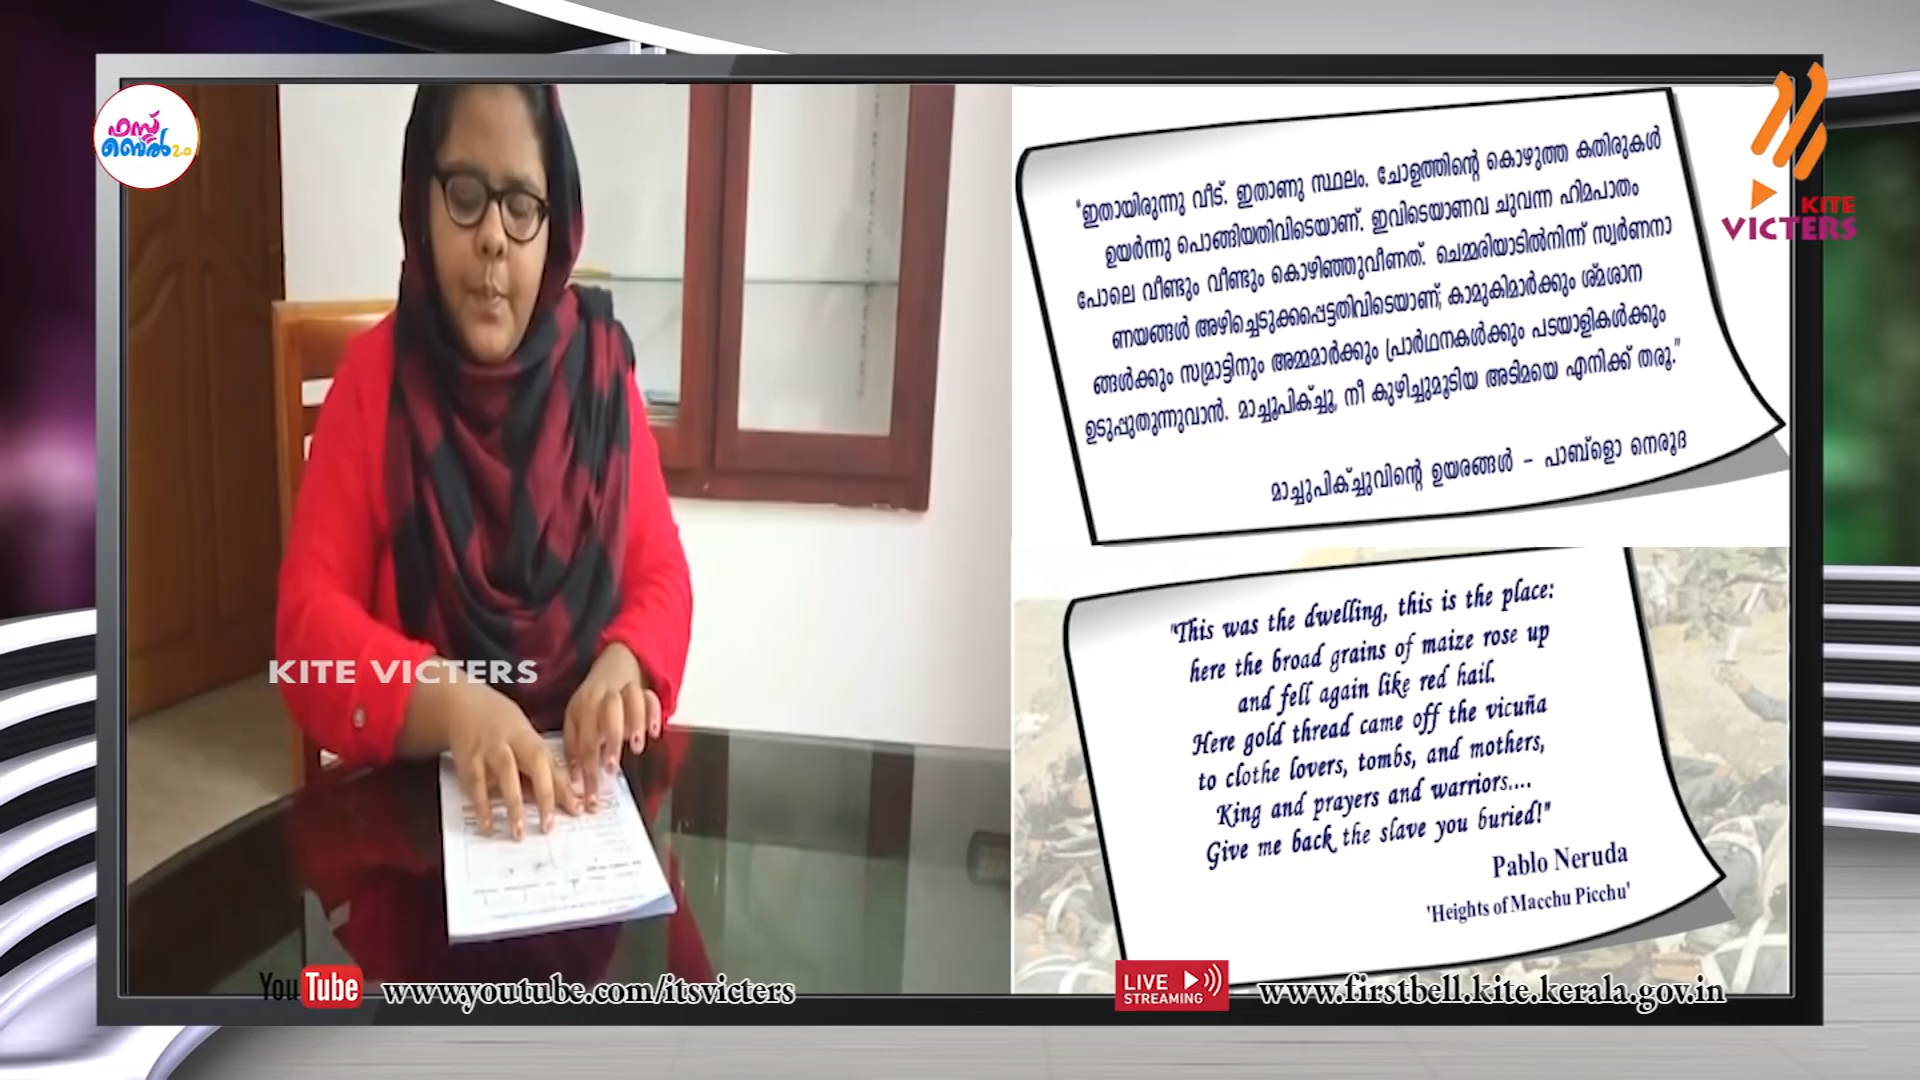 ഫസ്റ്റ്
ബെൽ 2.0
KITE
VICTERS
"ഇതായിരുന്നു വീട്. ഇതാണു സ്ഥലം. ചോളത്തിന്റെ കൊഴുത്ത കതിരുകൾ
ഉയർന്നു പൊങ്ങിയതിവിടെയാണ്. ഇവിടെയാണവ ചുവന്ന ഹിമപാതം
പോലെ വീണ്ടും വീണ്ടും കൊഴിഞ്ഞുവീണത്. ചെമ്മരിയാടിൽനിന്ന് സ്വർണനാ
ണയങ്ങൾ അഴിച്ചെടുക്കപ്പെട്ടതിവിടെയാണ്; കാമുകിമാർക്കും ശ്മശാന
ങ്ങൾക്കും സമ്രാട്ടിനും അമ്മമാർക്കും പ്രാർഥനകൾക്കും പടയാളികൾക്കും
ഉടുപ്പുതുന്നുവാൻ. മാച്ചൂപിക്ച്ചൂ, നീ കുഴിച്ചുമൂടിയ അടിമയെ എനിക്ക് തരൂ."
മാച്ചുപിക്ച്ചുവിന്റെ ഉയരങ്ങൾ – പാബ്ളൊ നെരൂദ
"This was the dwelling, this is the place:
here the broad grains of maize rose up
and fell again like red hail.
Here gold thread came off the vicuña
to clothe lovers, tombs, and mothers,
King and prayers and warriors....
Give me back the slave you buried!"
Pablo Neruda
'Heights of Macchu Picchu'
KITE VICTERS
YouTube www.youtube.com/itsvicters
LIVE
STREAMING
www.firstbell.kite.kerala.gov.in